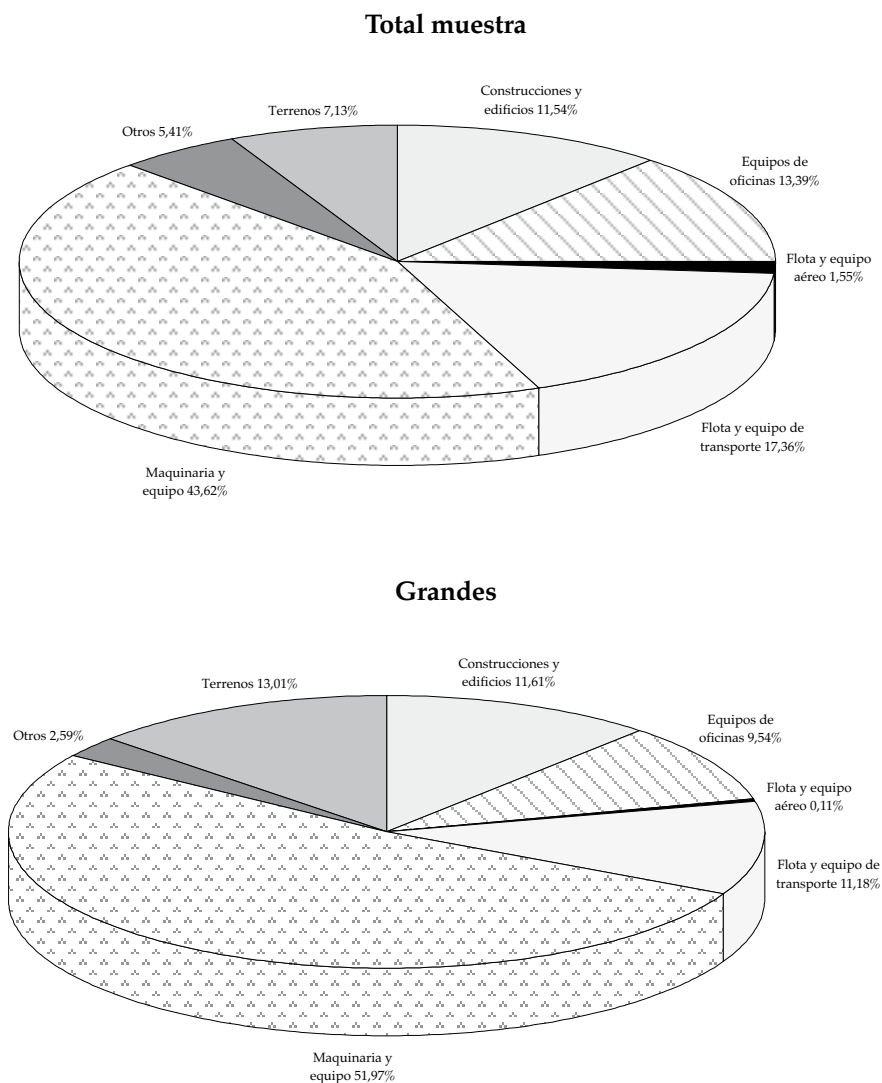 Total muestra
Construcciones y
edificios 11,54%
Terrenos 7,13%
Otros 5,41%
Equipos de
oficinas 13,39%
Flota y equipo
aéreo 1,55%
Flota y equipo de
transporte 17,36%
Maquinaria y
equipo 43,62%
Grandes
Construcciones y
edificios 11,61%
Terrenos 13,01%
Otros 2,59%
Equipos de
oficinas 9,54%
Flota y equipo
aéreo 0,11%
Flota y equipo de
transporte 11,18%
Maquinaria y
equipo 51,97%